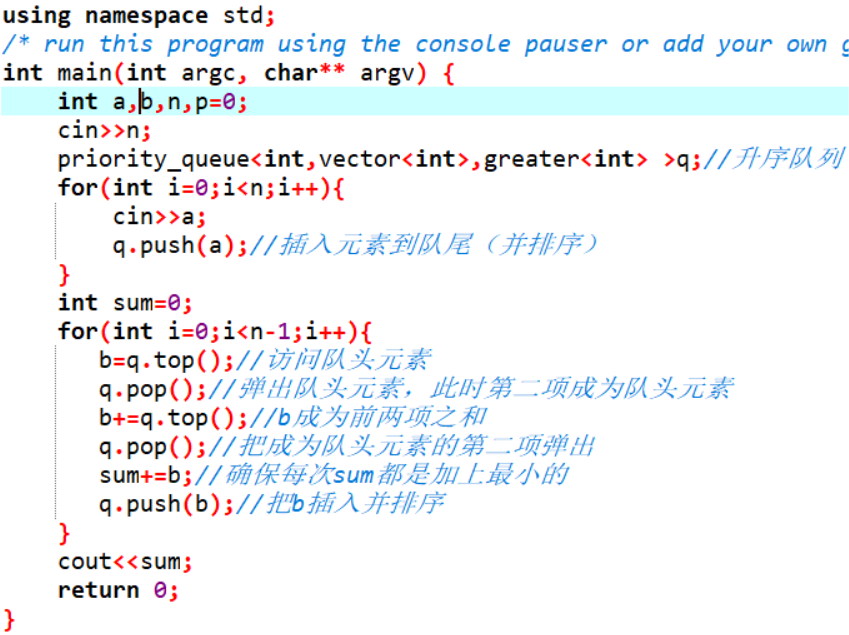 using namespace std;
/* run this program using the console pauser or add your own g
int main(int argc, char** argv) {
    int a,b,n,p=0;
    cin>>n;
    priority_queue<int,vector<int>,greater<int> >q;//升序队列
    for(int i=0;i<n;i++){
        cin>>a;
        q.push(a);//插入元素到队尾（并排序）
    }
    int sum=0;
    for(int i=0;i<n-1;i++){
       b=q.top();//访问队头元素
       q.pop();//弹出队头元素，此时第二项成为队头元素
       b+=q.top();//b成为前两项之和
       q.pop();//把成为队头元素的第二项弹出
       sum+=b;//确保每次sum都是加上最小的
       q.push(b);//把b插入并排序
    }
    cout<<sum;
    return 0;
}